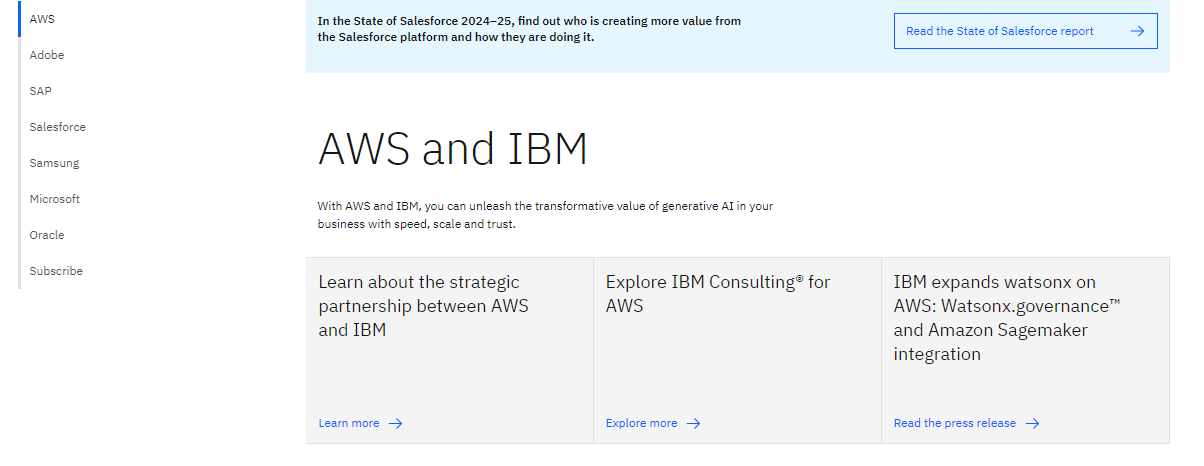 AWS
Adobe
SAP
Salesforce
Samsung
Microsoft
Oracle
Subscribe
In the State of Salesforce 2024–25, find out who is creating more value from
the Salesforce platform and how they are doing it.
Read the State of Salesforce report
AWS and IBM
With AWS and IBM, you can unleash the transformative value of generative AI in your
business with speed, scale and trust.
Learn about the strategic
partnership between AWS
and IBM
Learn more
Explore IBM Consulting® for
AWS
Explore more
IBM expands watsonx on
AWS: Watsonx.governance™
and Amazon Sagemaker
integration
Read the press release